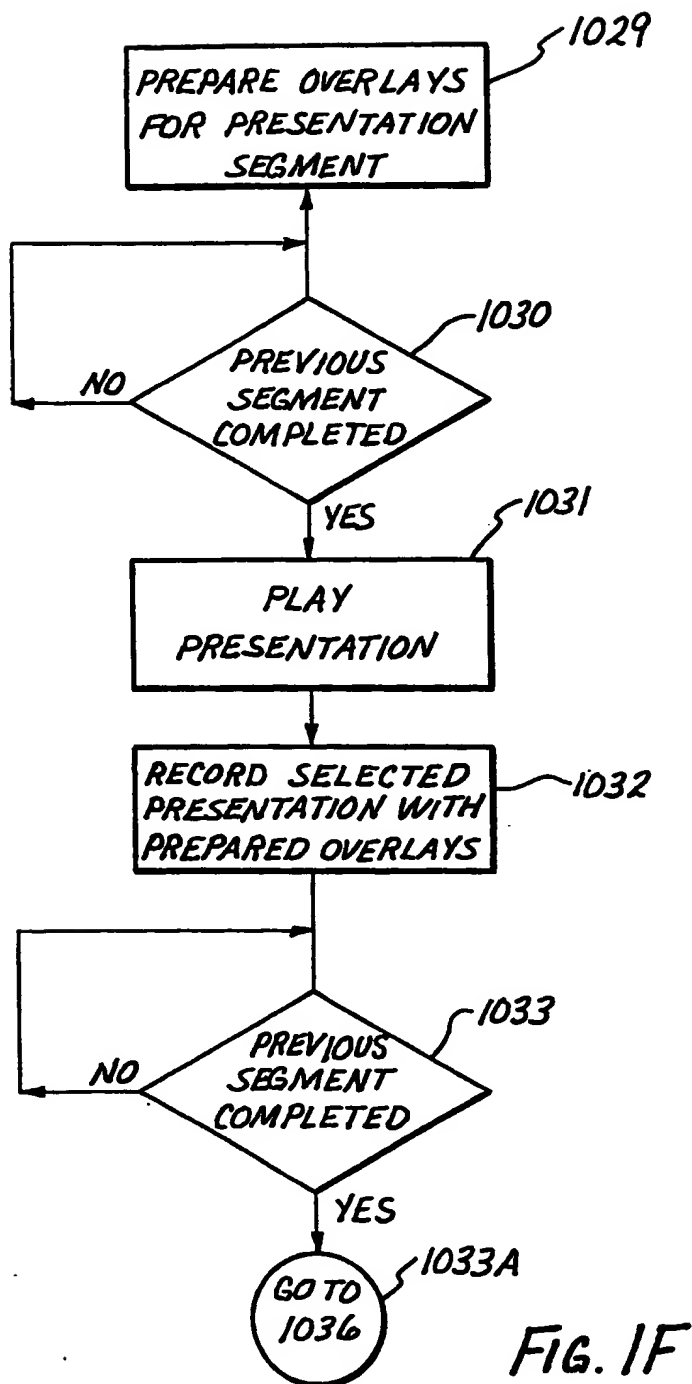 1029
PREPARE OVERLAYS
FOR PRESENTATION
SEGMENT
1030
PREVIOUS
SEGMENT
COMPLETED
NO
YES
1031
PLAY
PRESENTATION
1032
RECORD SELECTED
PRESENTATION WITH
PREPARED OVERLAYS
1033
PREVIOUS
SEGMENT
COMPLETED
NO
YES
1033A
GO TO
1036
FIG. 1F